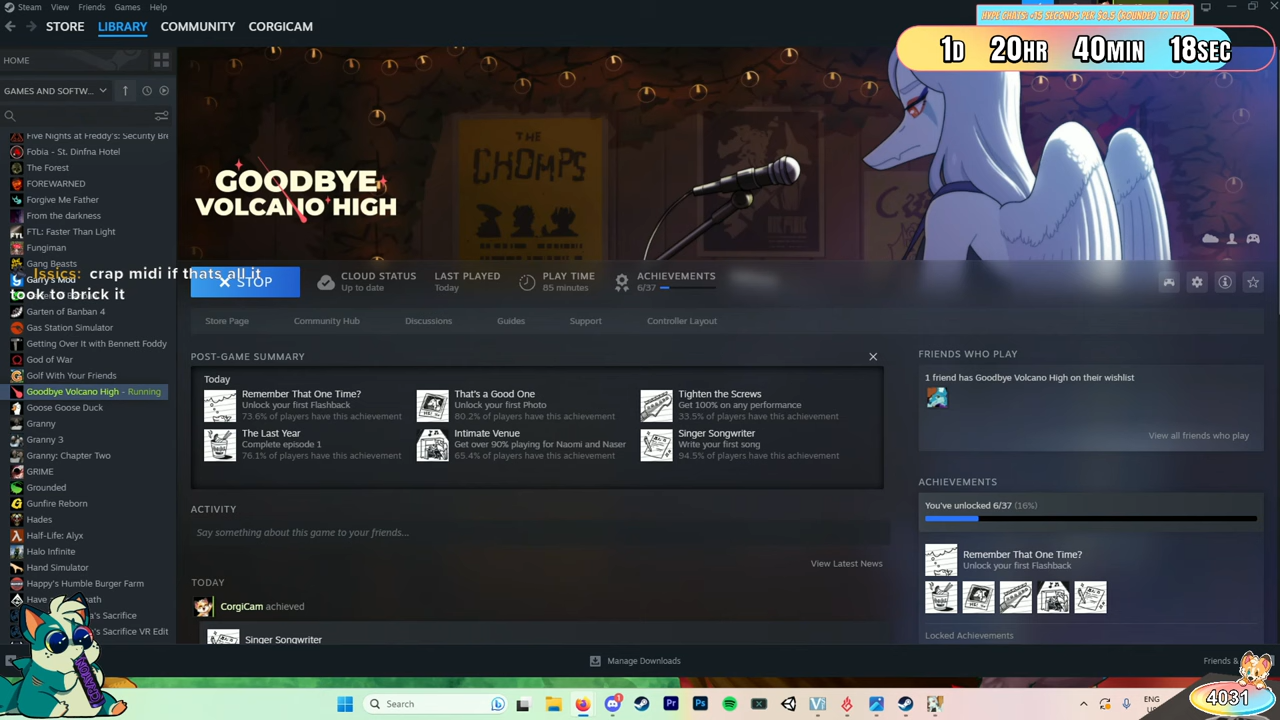 Steam View Friends Games Help
HYPE CHATS: +15 SECONDS PER $0.5 (ROUNDED TO TIER)
STORE LIBRARY COMMUNITY CORGICAM
1D 20HR 40MIN 18SEC
HOME
GAMES AND SOFTW...
Five Nights at Freddy's: Security Bre
Fobia - St. Dinfna Hotel
The Forest
FOREWARNED
Forgive Me Father
From the darkness
FTL: Faster Than Light
Fungiman
Gang Beasts
Garry's Mod
Issics: crap midi if thats all it
took to brick it
Garten of Banban 4
Gas Station Simulator
Getting Over It with Bennett Foddy
God of War
Golf With Your Friends
Goodbye Volcano High - Running
Goose Goose Duck
Granny
Granny 3
Granny: Chapter Two
GRIME
Grounded
Gunfire Reborn
Hades
Half-Life: Alyx
Halo Infinite
Hand Simulator
Happy's Humble Burger Farm
's Sacrifice
's Sacrifice VR Edit
THE
CHOMPS
GOODBYE
VOLCANO HIGH
STOP
CLOUD STATUS
Up to date
LAST PLAYED
Today
PLAY TIME
85 minutes
ACHIEVEMENTS
6/37
Store Page Community Hub Discussions Guides Support Controller Layout
POST-GAME SUMMARY
Today
Remember That One Time?
Unlock your first Flashback
73.6% of players have this achievement
That's a Good One
Unlock your first Photo
80.2% of players have this achievement
Tighten the Screws
Get 100% on any performance
33.5% of players have this achievement
The Last Year
Complete episode 1
76.1% of players have this achievement
Intimate Venue
Get over 90% playing for Naomi and Naser
65.4% of players have this achievement
Singer Songwriter
Write your first song
94.5% of players have this achievement
ACTIVITY
Say something about this game to your friends...
View Latest News
TODAY
CorgiCam achieved
Singer Songwriter
FRIENDS WHO PLAY
1 friend has Goodbye Volcano High on their wishlist
View all friends who play
ACHIEVEMENTS
You've unlocked 6/37 (16%)
Remember That One Time?
Unlock your first Flashback
Locked Achievements
Manage Downloads
Friends &
Search
Pr
Ps
ENG
4031